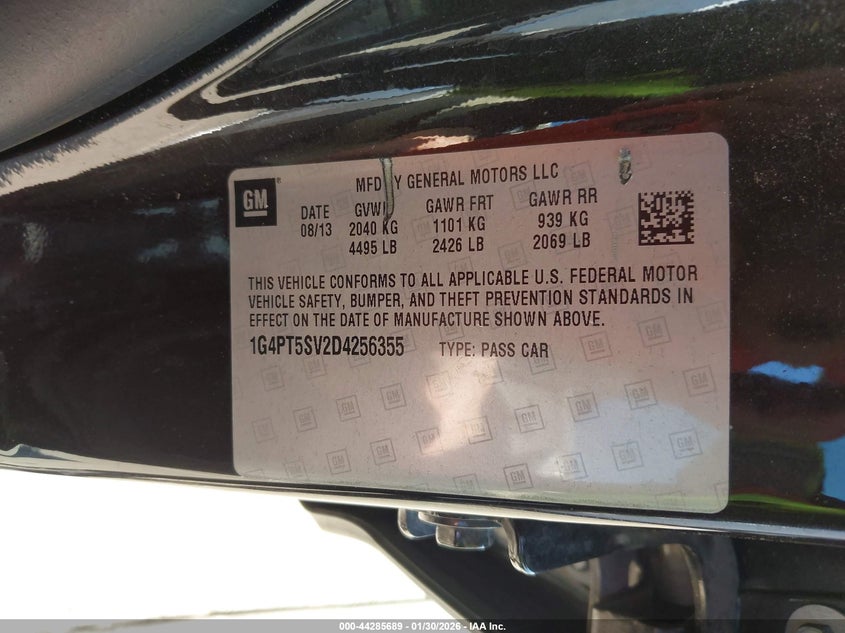 GM
MFD Y GENERAL MOTORS LLC
DATE GAWR FRT GAWR RR
08/13 2040 KG 1101 KG 939 KG
4495 LB 2426 LB 2069 LB
THIS VEHICLE CONFORMS TO ALL APPLICABLE U.S. FEDERAL MOTOR
VEHICLE SAFETY, BUMPER, AND THEFT PREVENTION STANDARDS IN
EFFECT ON THE DATE OF MANUFACTURE SHOWN ABOVE.
1G4PT5SV2D4256355 TYPE: PASS CAR
000-44285689 - 01/30/2026 - IAA Inc.